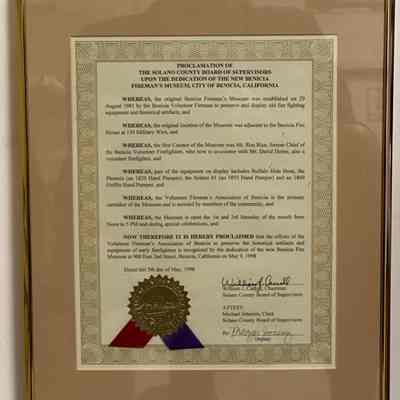 PROCLAMATION OF
THE SOLANO COUNTY BOARD OF SUPERVISORS
UPON THE DEDICATION OF THE NEW BENICIA
FIREMAN'S MUSEUM, CITY OF BENICIA, CALIFORNIA
WHEREAS, the original Benicia Fireman's Museum was established on 29
August 1981 by the Benicia Volunteer Firemen to preserve and display old fire fighting
equipment and historical artifacts, and
WHEREAS, the original location of the Museum was adjacent to the Benicia Fire
Station at 150 Military West, and
WHEREAS, the first Curator of the Museum was Mr. Ron Rice, former Chief of
the Benicia Volunteer Firefighters, who now is associated with Mr. David also
a volunteer firefighter, and
WHEREAS, part of the equipment on display includes Buffalo Hide Hose, the
Phoenix (an 1820 Hand Pumper), the Solano #1 (an 1855 Hand Pumper) and an 1860
Griffin Hand Pumper, and
WHEREAS, the Volunteer Fireman's Association of Benicia is the primary
caretaker of the Museum and is assisted by members of the community, and
WHEREAS, the Museum is open the 1st and 3rd Saturday of the month from
Noon to 5 PM and during special celebrations, and
NOW THEREFORE IT IS HEREBY PROCLAIMED that the efforts of the
Volunteer Fireman's Association of Benicia to preserve the historical artifacts and
equipment of early firefighters is recognized by the dedication of the new Benicia Fire
Museum at 900 East 2nd Street, Benicia, California on May 9, 1998
Dated this 5th day of May, 1998
William J. Carroll, Chairman
Solano County Board of Supervisors
ATTEST:
Michael Johnson, Clerk
Solano County Board of Supervisors
By:
Deputy